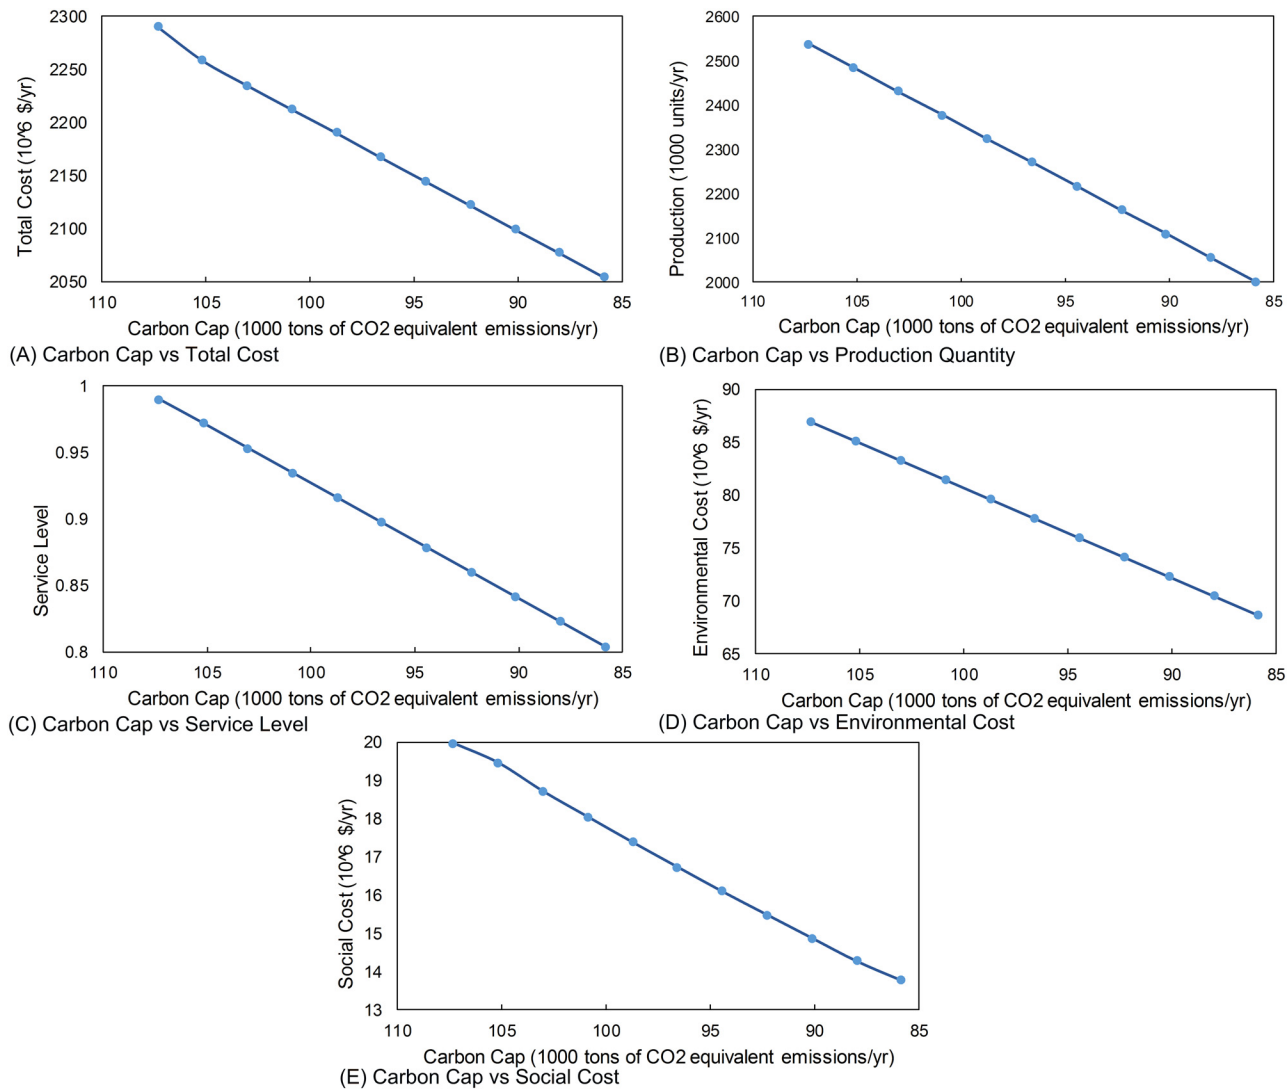 2300
2250
2200
2150
2100
2050
Total Cost (10^6 $/yr)
110 105 100 95 90 85
Carbon Cap (1000 tons of CO2 equivalent emissions/yr)
(A) Carbon Cap vs Total Cost
2600
2500
2400
2300
2200
2100
2000
Production (1000 units/yr)
110 105 100 95 90 85
Carbon Cap (1000 tons of CO2 equivalent emissions/yr)
(B) Carbon Cap vs Production Quantity
1
0.95
0.9
0.85
0.8
Service Level
110 105 100 95 90 85
Carbon Cap (1000 tons of CO2 equivalent emissions/yr)
(C) Carbon Cap vs Service Level
90
85
80
75
70
65
Environmental Cost (10^6 $/yr)
110 105 100 95 90 85
Carbon Cap (1000 tons of CO2 equivalent emissions/yr)
(D) Carbon Cap vs Environmental Cost
20
19
18
17
16
15
14
13
Social Cost (10^6 $/yr)
110 105 100 95 90 85
Carbon Cap (1000 tons of CO2 equivalent emissions/yr)
(E) Carbon Cap vs Social Cost